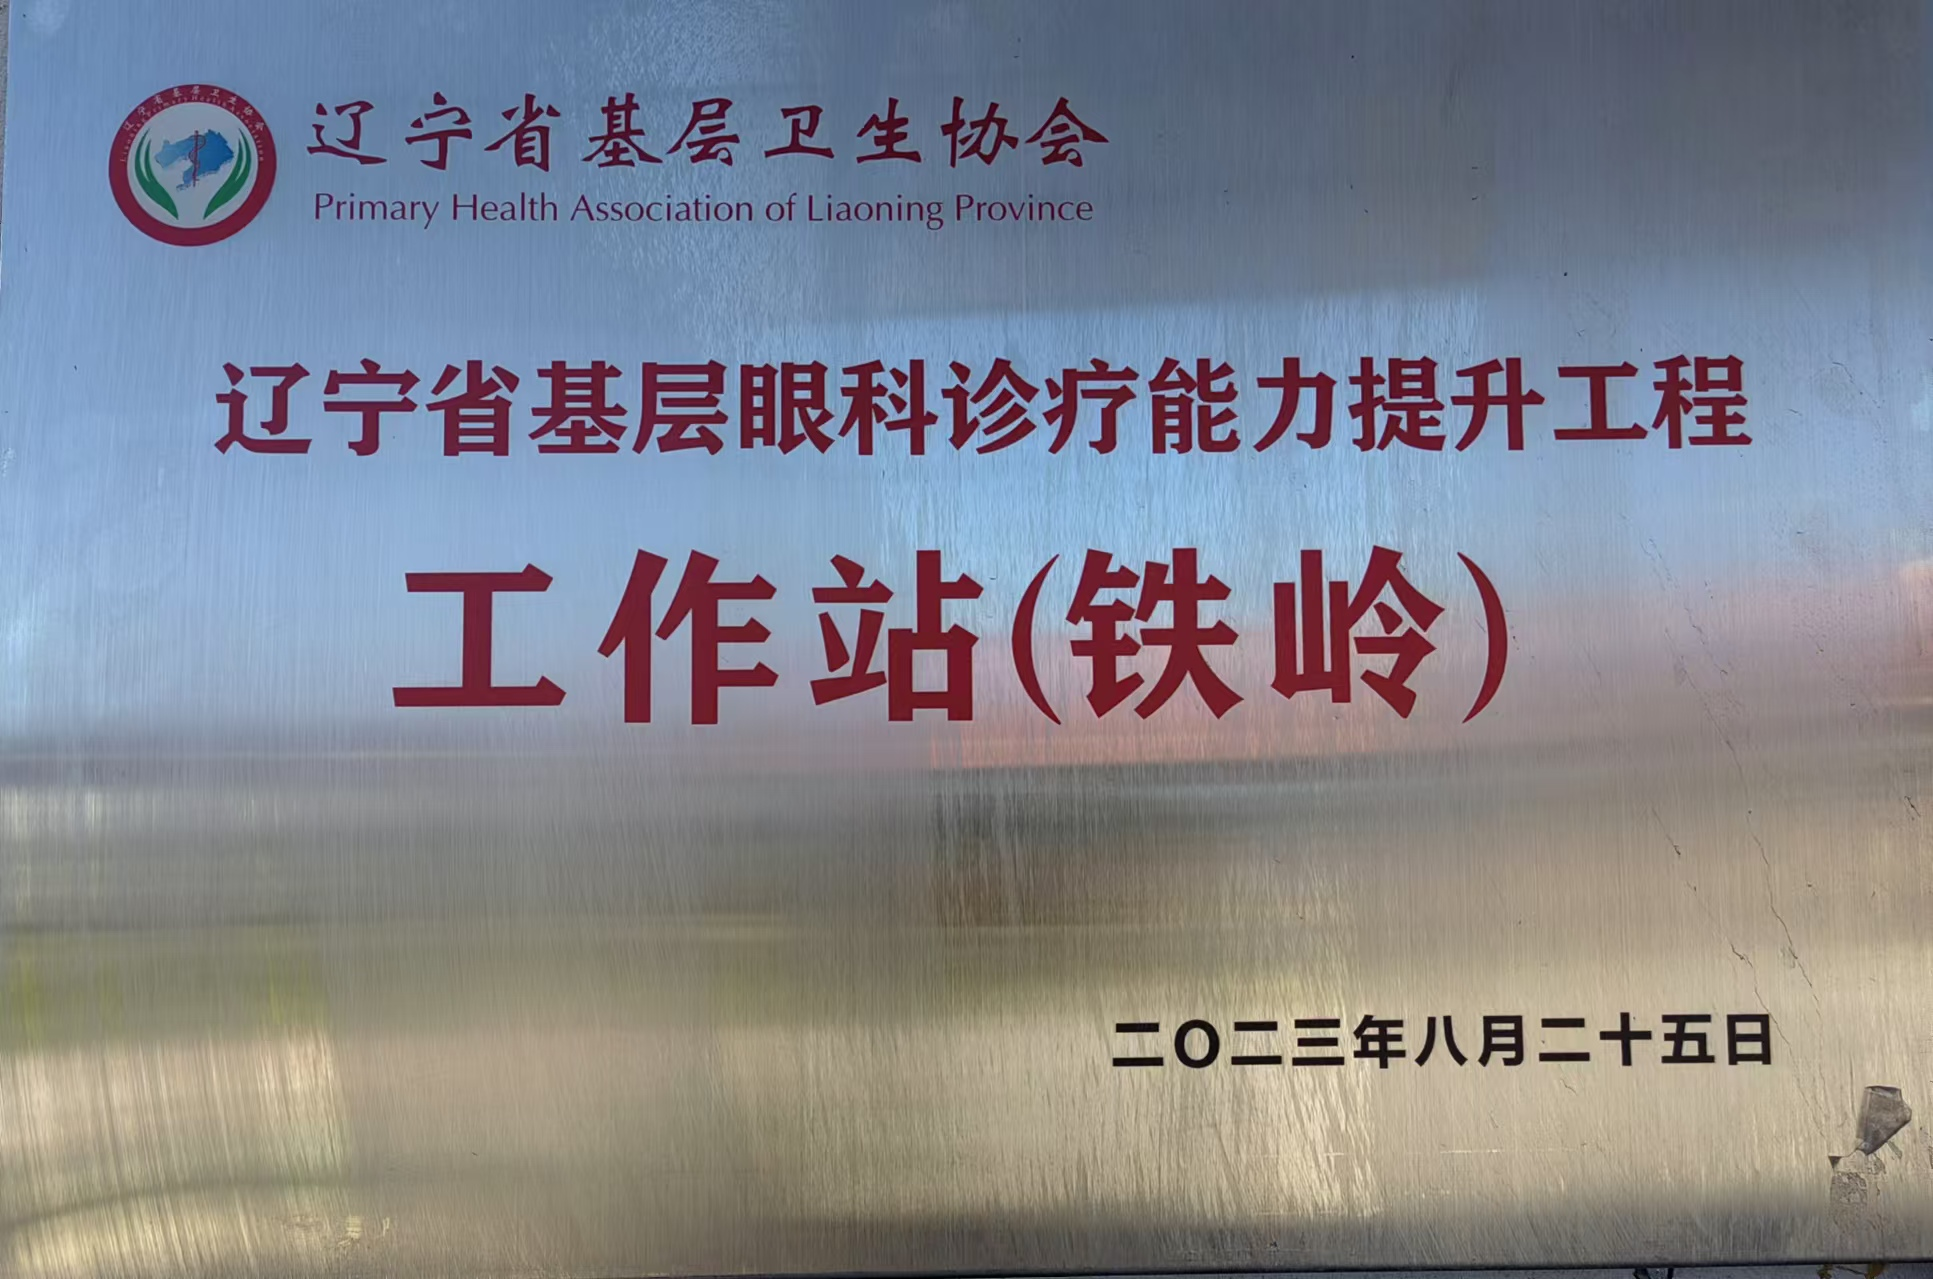 辽宁省基层卫生协会
Primary Health Association of Liaoning Province
辽宁省基层眼科诊疗能力提升工程
工作站(铁岭)
二〇二三年八月二十五日